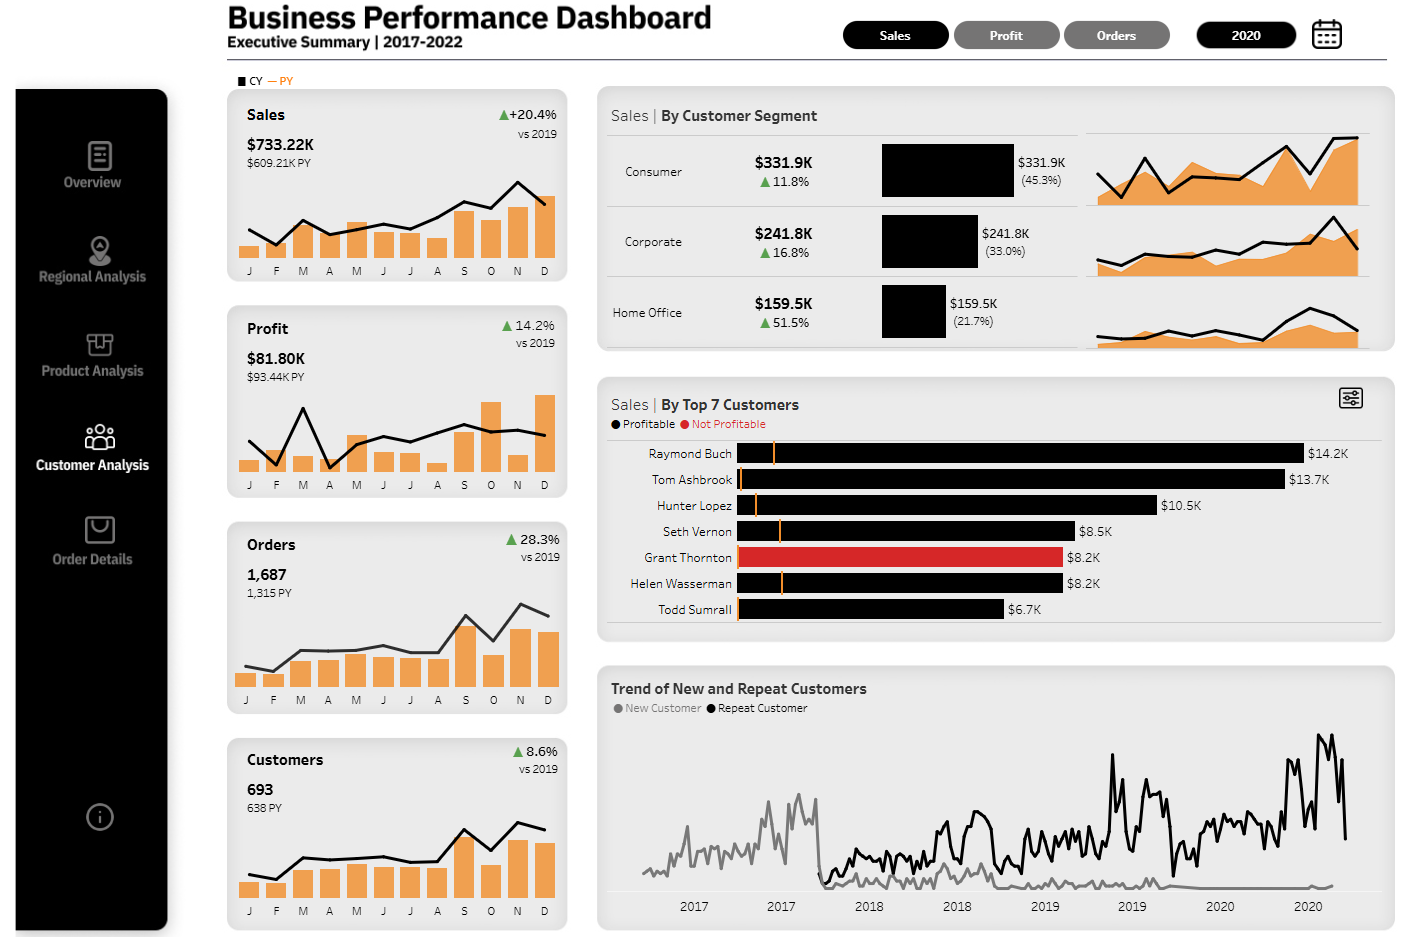 Business Performance Dashboard
Executive Summary | 2017-2022
Sales
Profit
Orders
2020
Overview
Regional Analysis
Product Analysis
Customer Analysis
Order Details
CY PY
Sales
+20.4%
vs 2019
$733.22K
$609.21K PY
J F M A M J J A S O N D
Profit
14.2%
vs 2019
$81.80K
$93.44K PY
J F M A M J J A S O N D
Orders
28.3%
vs 2019
1,687
1,315 PY
J F M A M J J A S O N D
Customers
8.6%
vs 2019
693
638 PY
J F M A M J J A S O N D
Sales | By Customer Segment
Consumer
$331.9K
11.8%
$331.9K
(45.3%)
Corporate
$241.8K
16.8%
$241.8K
(33.0%)
Home Office
$159.5K
51.5%
$159.5K
(21.7%)
Sales | By Top 7 Customers
Profitable Not Profitable
Raymond Buch $14.2K
Tom Ashbrook $13.7K
Hunter Lopez $10.5K
Seth Vernon $8.5K
Grant Thornton $8.2K
Helen Wasserman $8.2K
Todd Sumrall $6.7K
Trend of New and Repeat Customers
New Customer Repeat Customer
2017 2017 2018 2018 2019 2019 2020 2020